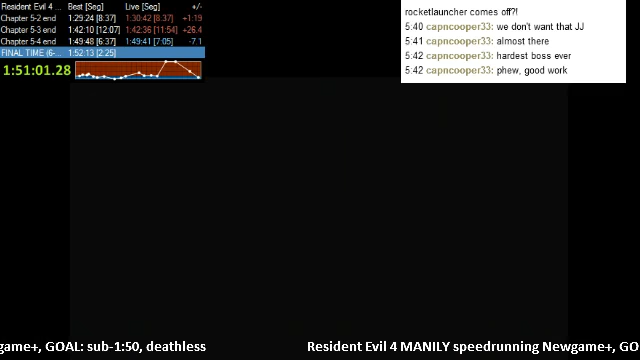 Resident Evil 4 ... Best [Seg] Live [Seg] +/-
Chapter 5-2 end 1:29:24 [8:37] 1:30:42 [8:37] +1:19
Chapter 5-3 end 1:42:10 [12:07] 1:42:36 [11:54] +26.4
Chapter 5-4 end 1:49:48 [6:37] 1:49:41 [7:05] -7.1
FINAL TIME (6-... 1:52:13 [2:25]
1:51:01.28
rocketlauncher comes off?!
5:40 capncooper33: we don't want that JJ
5:41 capncooper33: almost there
5:42 capncooper33: hardest boss ever
5:42 capncooper33: phew, good work
game+, GOAL: sub-1:50, deathless Resident Evil 4 MANILY speedrunning Newgame+, GO